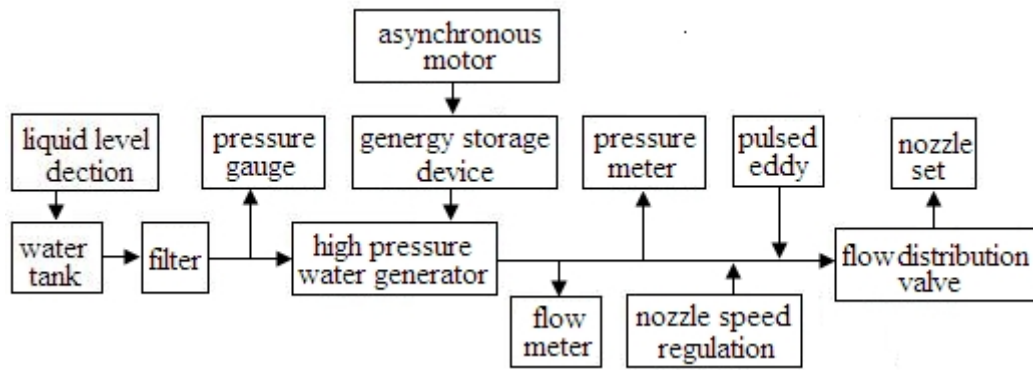 asynchronous
motor
liquid level
dection
pressure
gauge
genergy storage
device
pressure
meter
pulsed
eddy
nozzle
set
water
tank
filter
high pressure
water generator
flow distribution
valve
flow
meter
nozzle speed
regulation